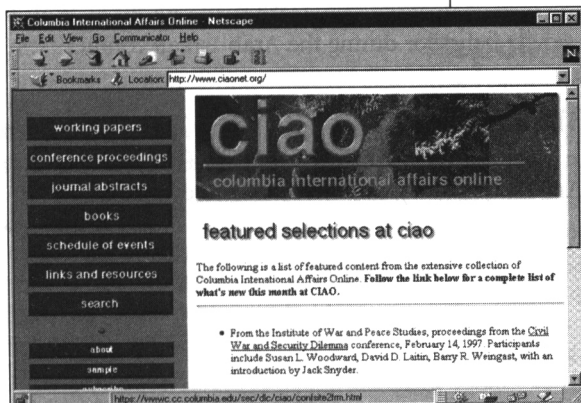 Columbia International Affairs Online - Netscape
File Edit View Go Communicator Help
Bookmarks Location: http://www.ciaonet.org/
N
working papers
conference proceedings
journal abstracts
books
schedule of events
links and resources
search
about
sample
subscribe
ciao
columbia international affairs online
featured selections at ciao
The following is a list of featured content from the extensive collection of
Columbia International Affairs Online. Follow the link below for a complete list of
what's new this month at CIAO.
From the Institute of War and Peace Studies, proceedings from the Civil
War and Security Dilemma conference, February 14, 1997. Participants
include Susan L. Woodward, David D. Laitin, Barry R. Weingast, with an
introduction by Jack Snyder.
https://wwwc.cc.columbia.edu/sec/dlc/ciao/conf/site2frm.html